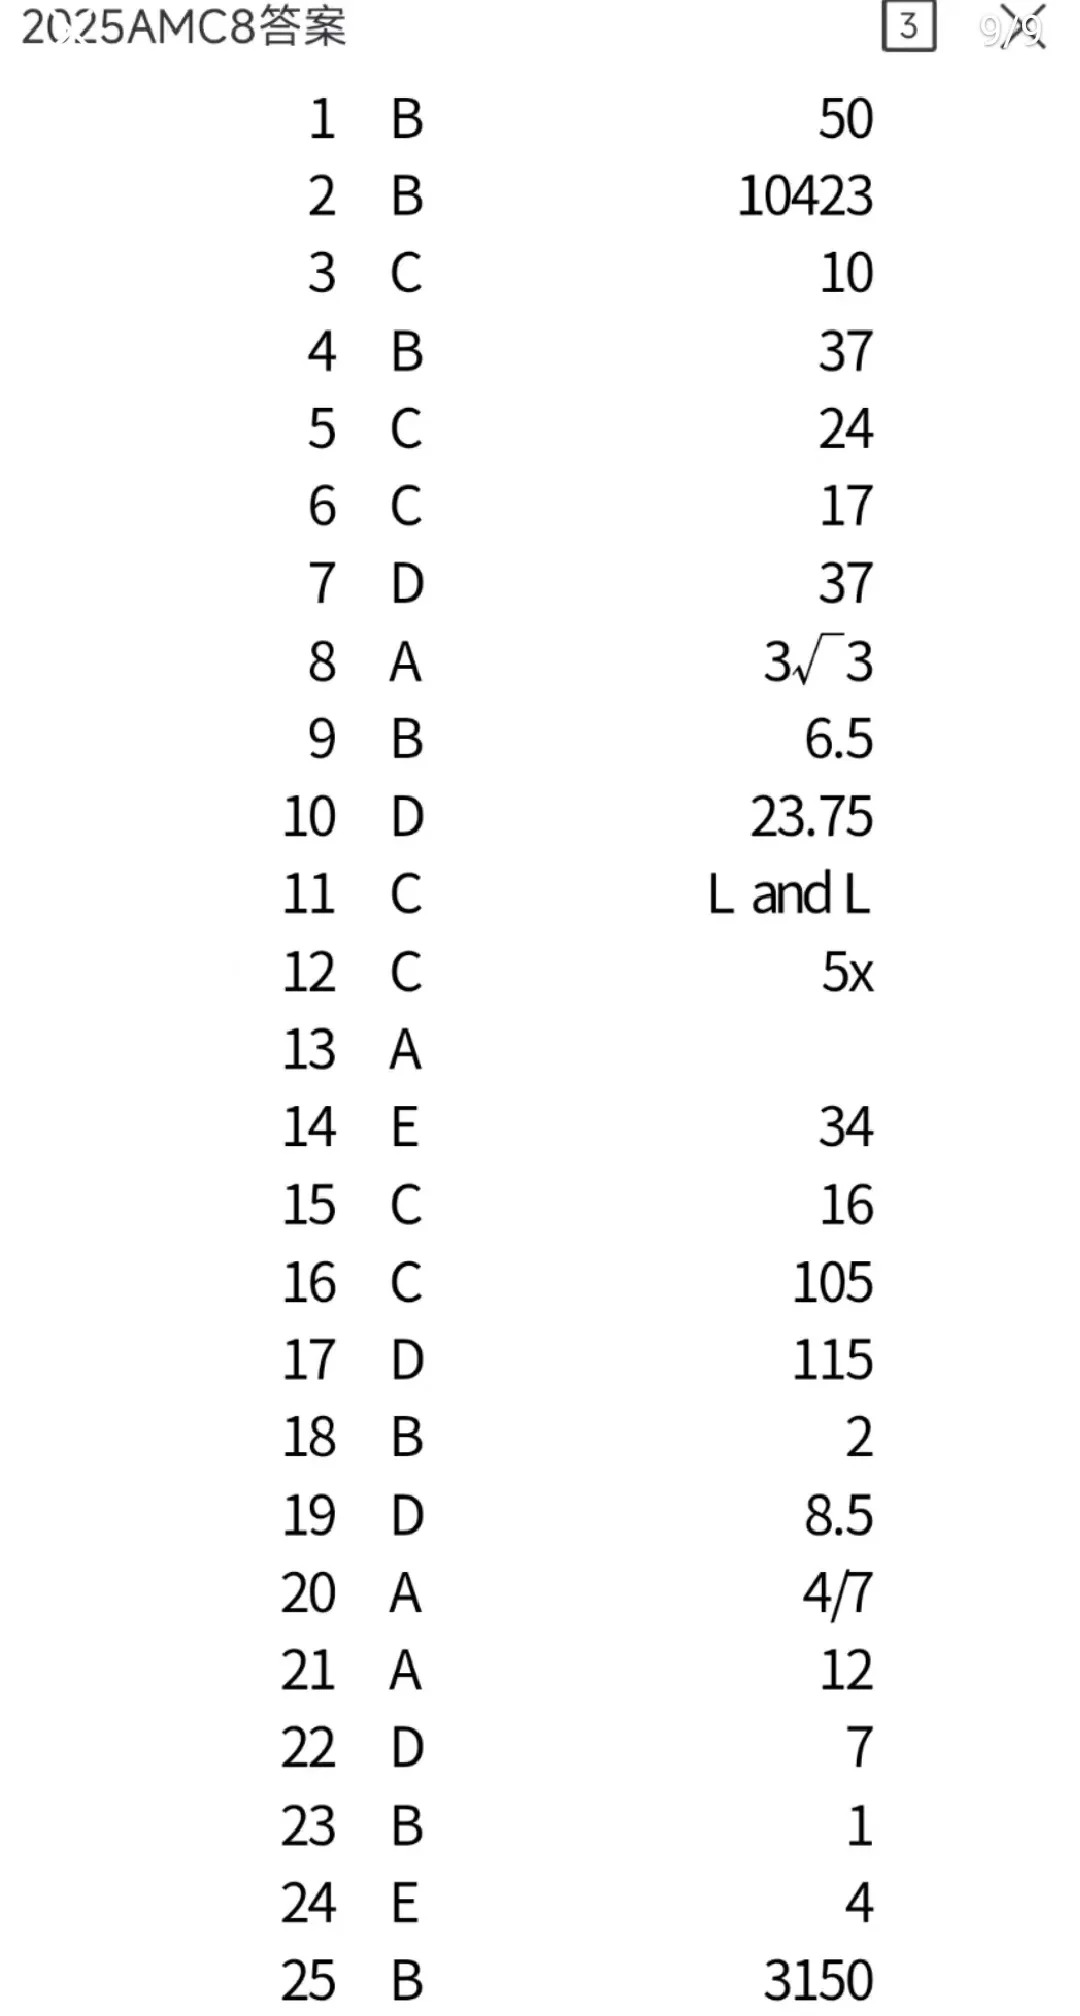 2025AMC8答案 3 9/9
1 B 50
2 B 10423
3 C 10
4 B 37
5 C 24
6 C 17
7 D 37
8 A 3√3
9 B 6.5
10 D 23.75
11 C L and L
12 C 5x
13 A
14 E 34
15 C 16
16 C 105
17 D 115
18 B 2
19 D 8.5
20 A 4/7
21 A 12
22 D 7
23 B 1
24 E 4
25 B 3150